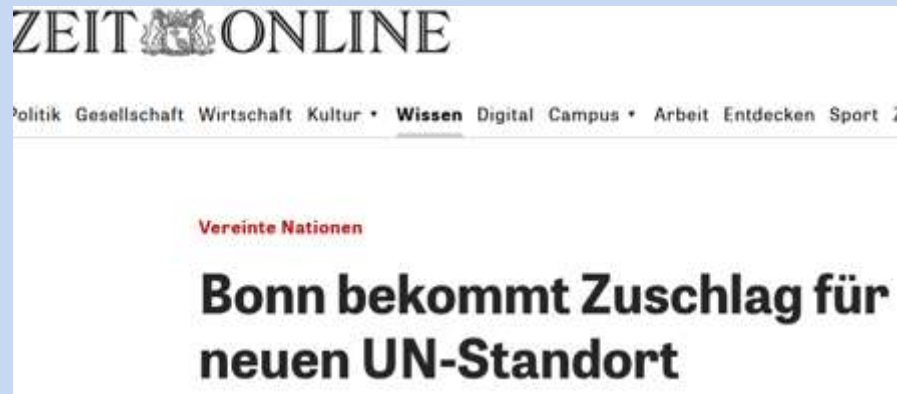 ZEIT ONLINE
Politik Gesellschaft Wirtschaft Kultur • Wissen Digital Campus • Arbeit Entdecken Sport
Vereinte Nationen
Bonn bekommt Zuschlag für
neuen UN-Standort